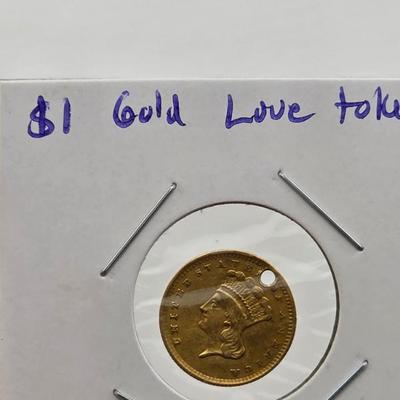 $1 Gold Love toke
UNITED STATES OF AMERICA